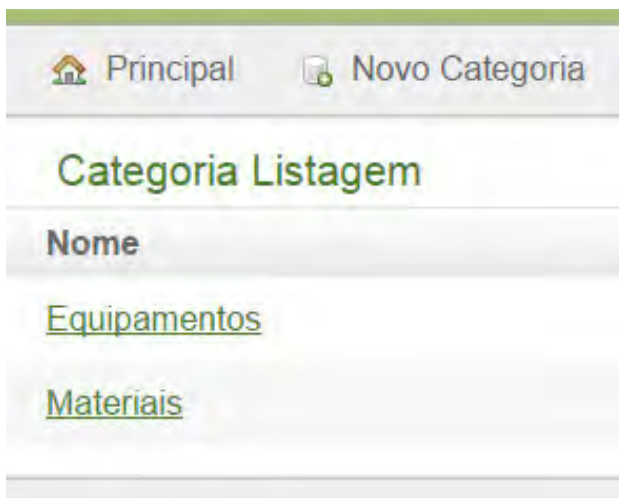 Principal Novo Categoria
Categoria Listagem
Nome
Equipamentos
Materiais